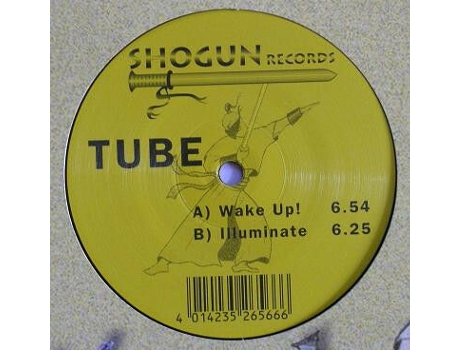 SHOGUN RECORDS
TUBE
A) Wake Up! 6.54
B) Illuminate 6.25
4 014235 265666